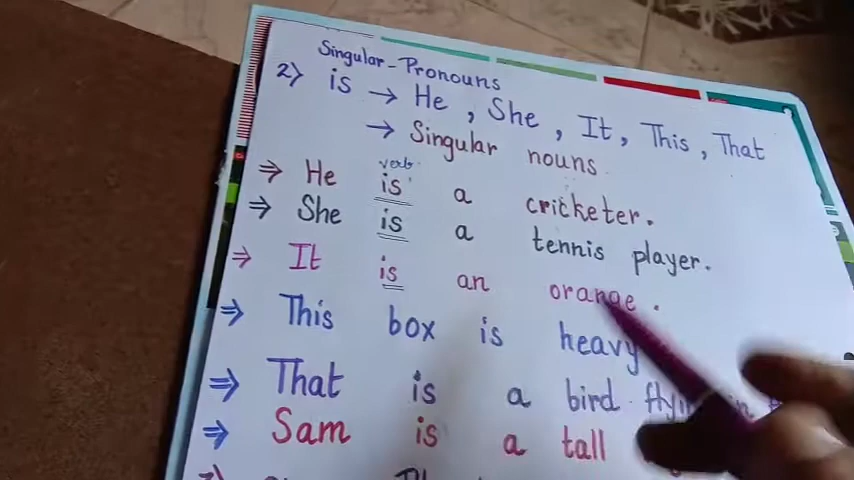 Singular - Pronouns
2) is → He , She , It , This , That
→ Singular nouns
verb
⇒ He is a cricketer .
⇒ She is a tennis player .
⇒ It is an orange .
⇒ This box is heavy
⇒ That is a bird
⇒ Sam is a tall